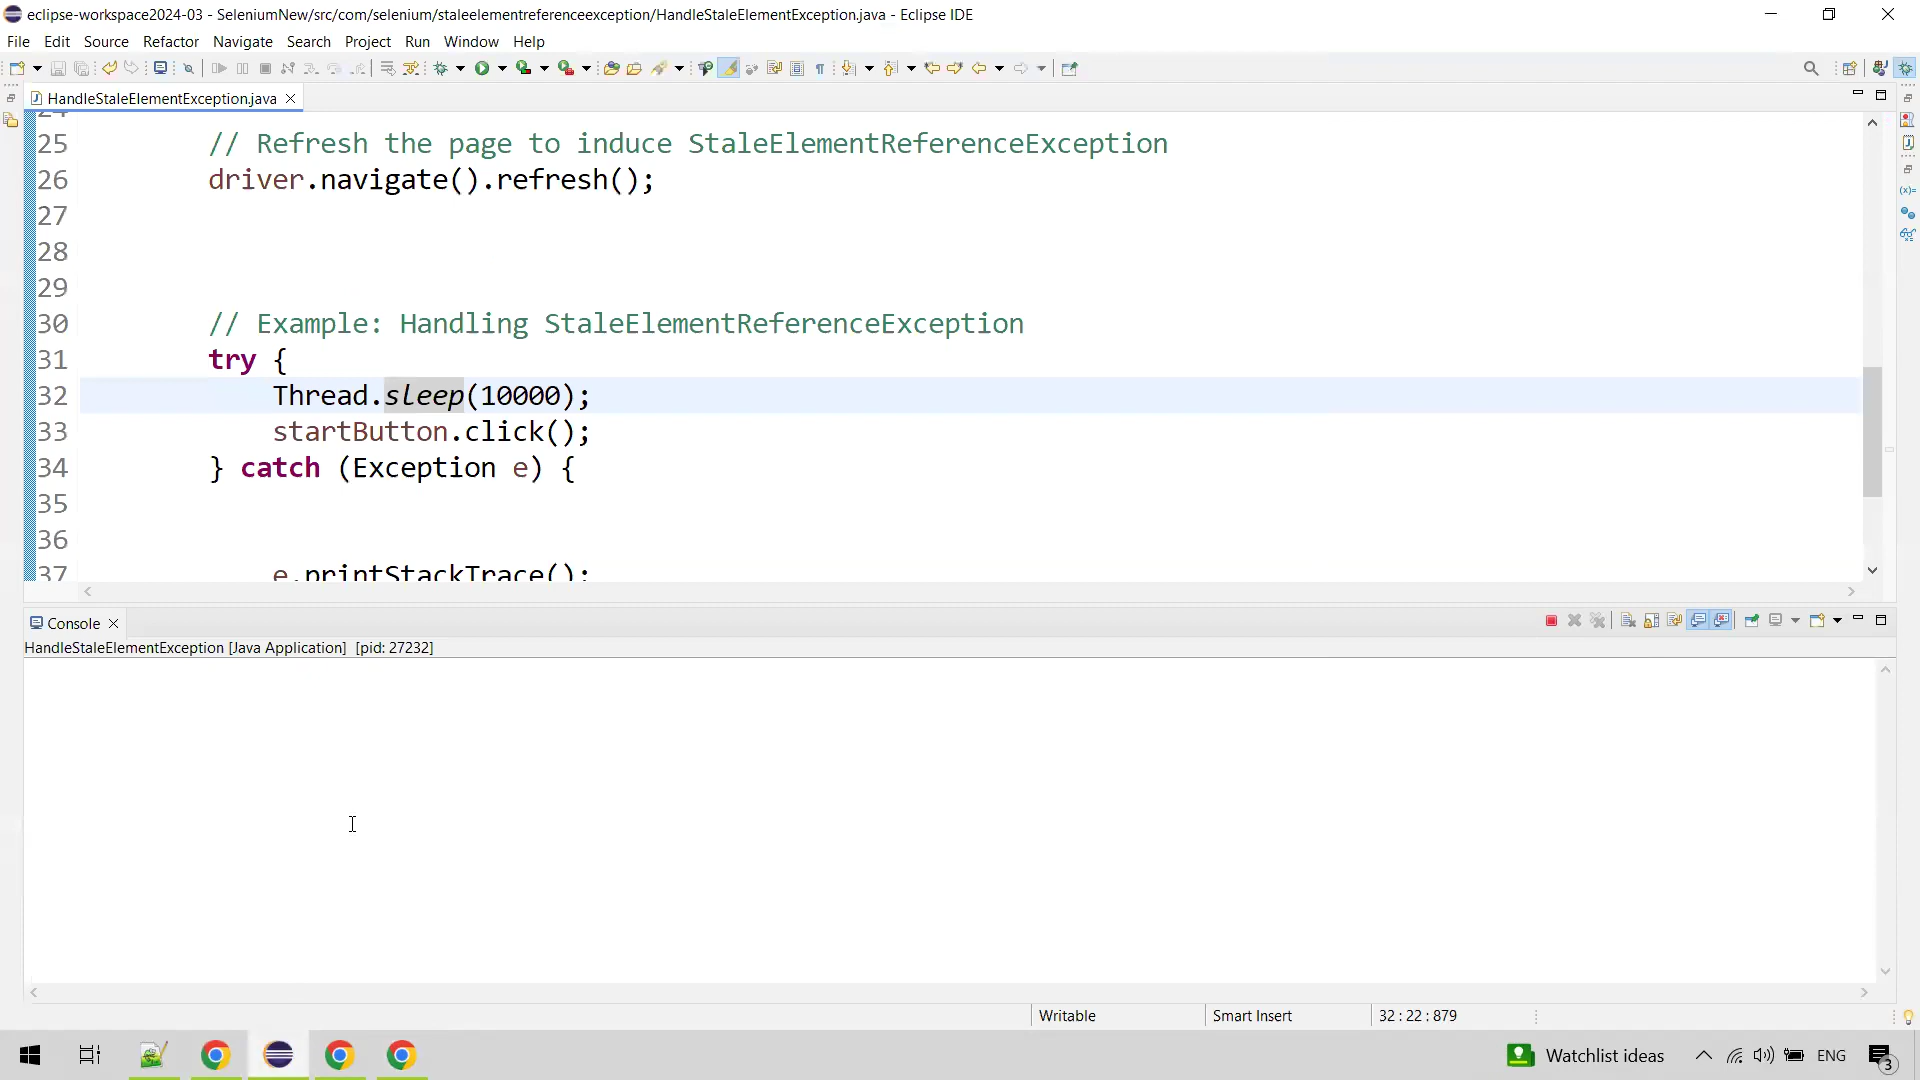 eclipse-workspace2024-03 - SeleniumNew/src/com/selenium/staleelementreferenceexception/HandleStaleElementException.java - Eclipse IDE
File Edit Source Refactor Navigate Search Project Run Window Help
HandleStaleElementException.java
25 // Refresh the page to induce StaleElementReferenceException
26 driver.navigate().refresh();
27
28
29
30 // Example: Handling StaleElementReferenceException
31 try {
32 Thread.sleep(10000);
33 startButton.click();
34 } catch (Exception e) {
35
36
37 e.printStackTrace();
Console
HandleStaleElementException [Java Application] [pid: 27232]
Writable Smart Insert 32 : 22 : 879
Watchlist ideas ENG 3